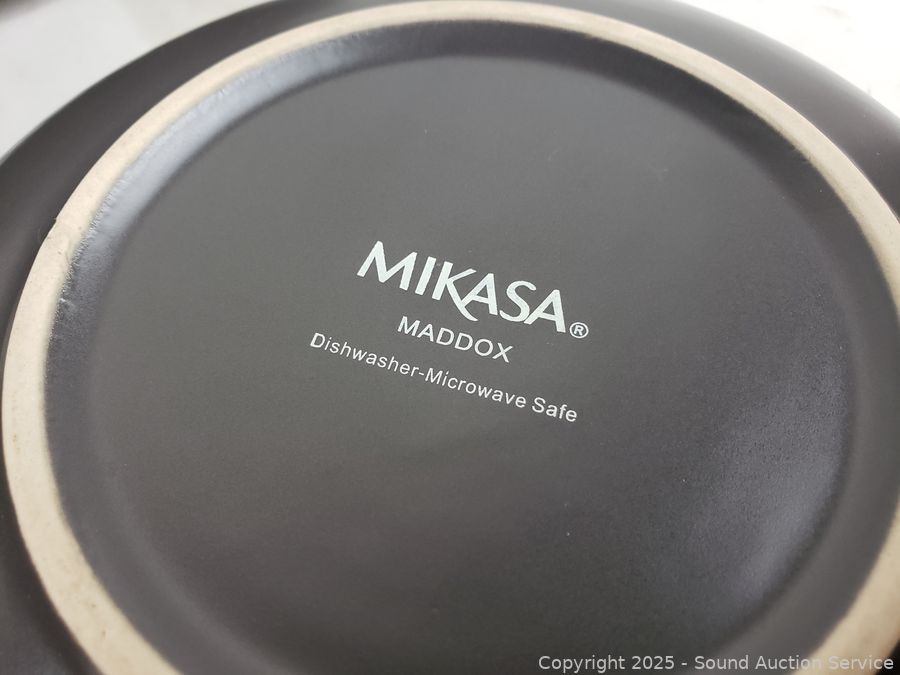 MIKASA®
MADDOX
Dishwasher-Microwave Safe
Copyright 2025 - Sound Auction Service